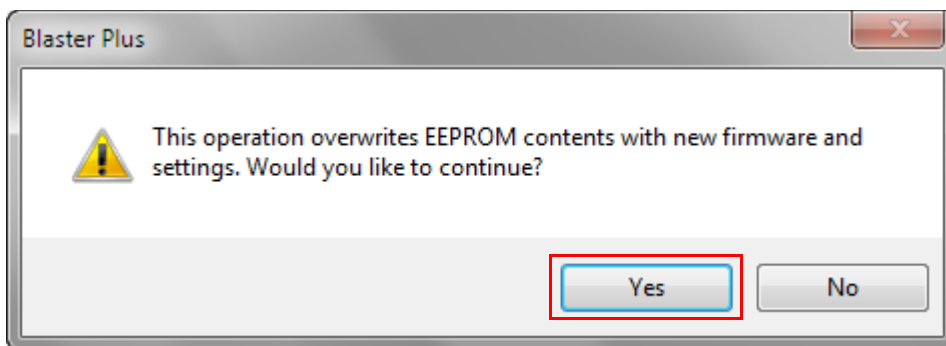 Blaster Plus
This operation overwrites EEPROM contents with new firmware and
settings. Would you like to continue?
Yes
No